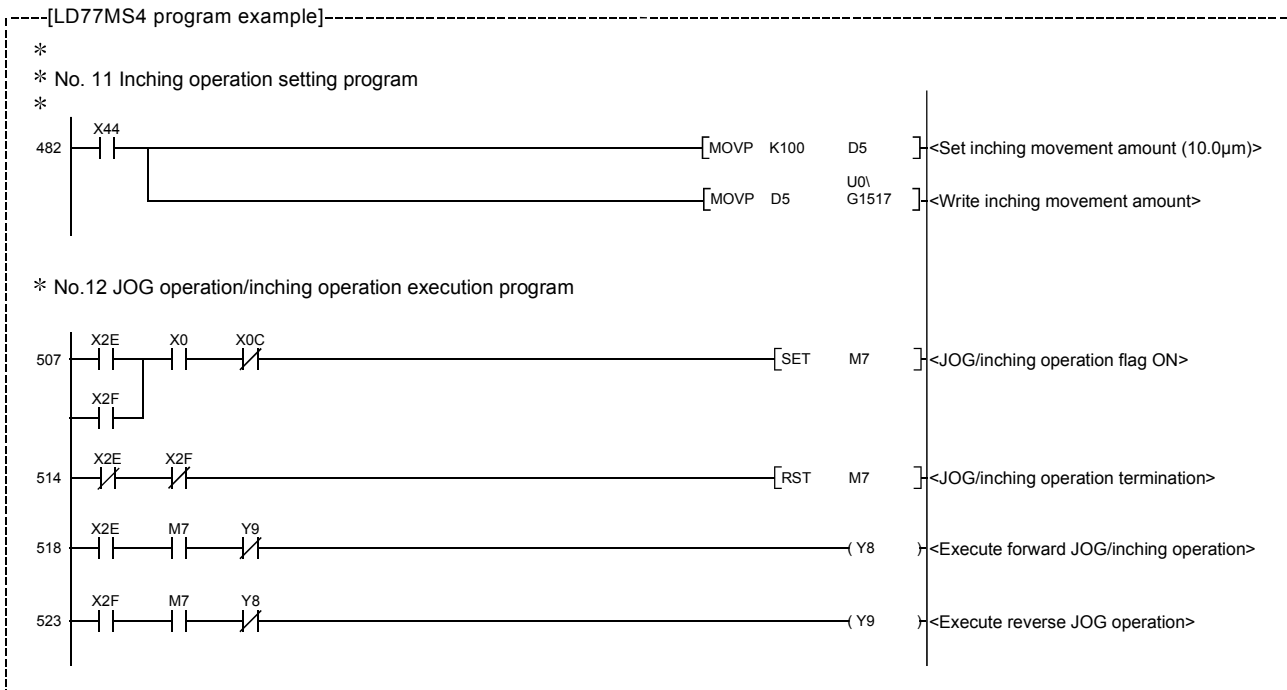 [LD77MS4 program example]
*
* No. 11 Inching operation setting program
*
X44
482 [MOVP K100 D5 ] <Set inching movement amount (10.0µm)>
U0\
[MOVP D5 G1517 ] <Write inching movement amount>
* No.12 JOG operation/inching operation execution program
X2E X0 X0C
507 [SET M7 ] <JOG/inching operation flag ON>
X2F
X2E X2F
514 [RST M7 ] <JOG/inching operation termination>
X2E M7 Y9
518 ( Y8 ) <Execute forward JOG/inching operation>
X2F M7 Y8
523 ( Y9 ) <Execute reverse JOG operation>